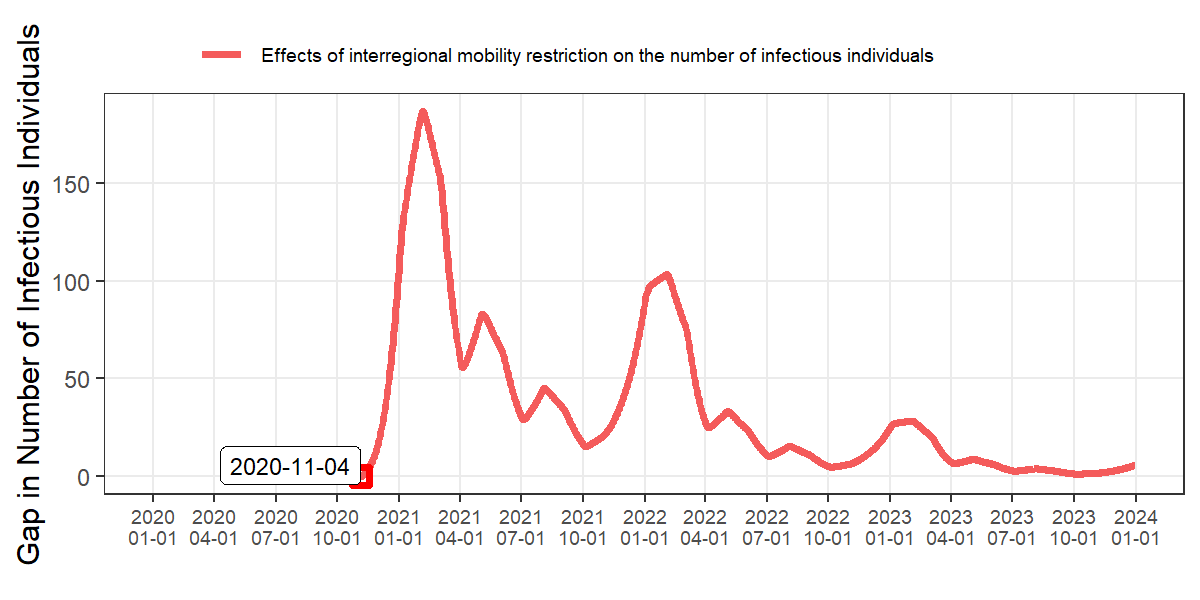 Effects of interregional mobility restriction on the number of infectious individuals
Gap in Number of Infectious Individuals
150
100
50
0
2020-11-04
2020 2020 2020 2020 2021 2021 2021 2021 2022 2022 2022 2022 2023 2023 2023 2023 2024
01-01 04-01 07-01 10-01 01-01 04-01 07-01 10-01 01-01 04-01 07-01 10-01 01-01 04-01 07-01 10-01 01-01